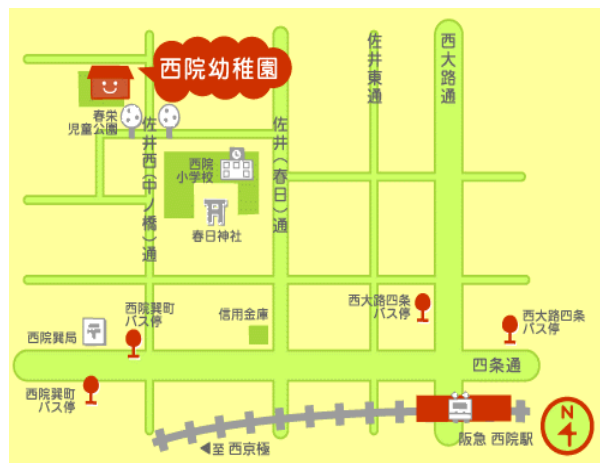 西院幼稚園
春栄
児童公園
佐井西(中ノ橋)通
佐井(春日)通
佐井東通
西大路通
西院
小学校
春日神社
西院巽町
バス停
西院巽局
信用金庫
西大路四条
バス停
西大路四条
バス停
四条通
西院巽町
バス停
阪急 西院駅
◀至 西京極
N